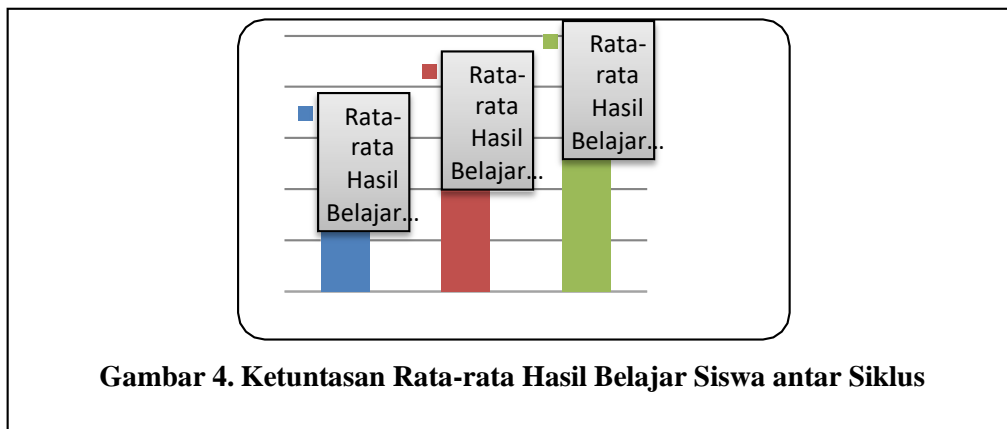 Rata-
rata
Hasil
Belajar...
Rata-
rata
Hasil
Belajar...
Rata-
rata
Hasil
Belajar...
Gambar 4. Ketuntasan Rata-rata Hasil Belajar Siswa antar Siklus